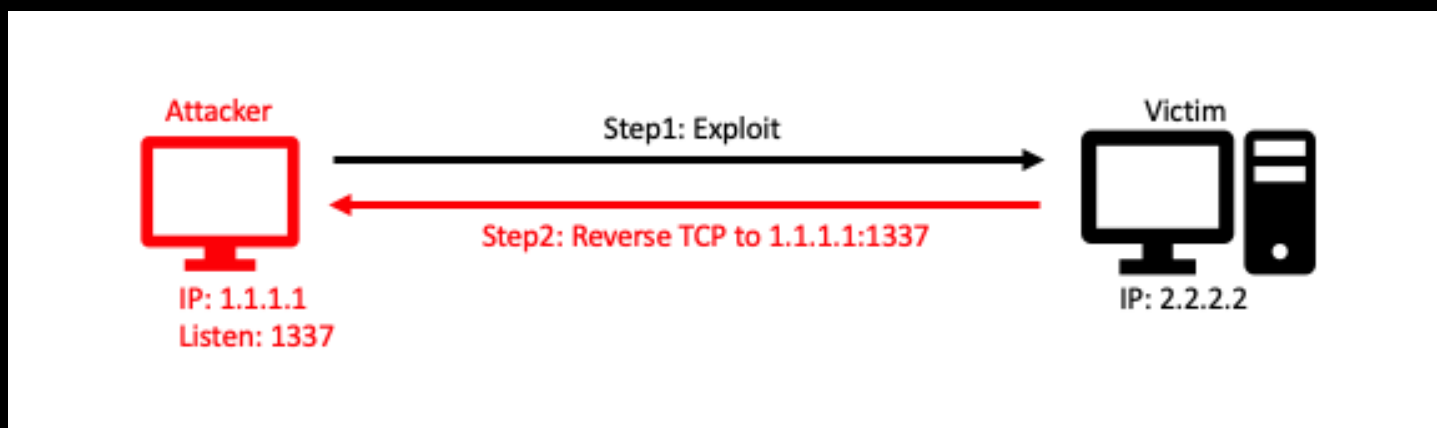 Attacker
Step1: Exploit
Victim
Step2: Reverse TCP to 1.1.1.1:1337
IP: 1.1.1.1
Listen: 1337
IP: 2.2.2.2